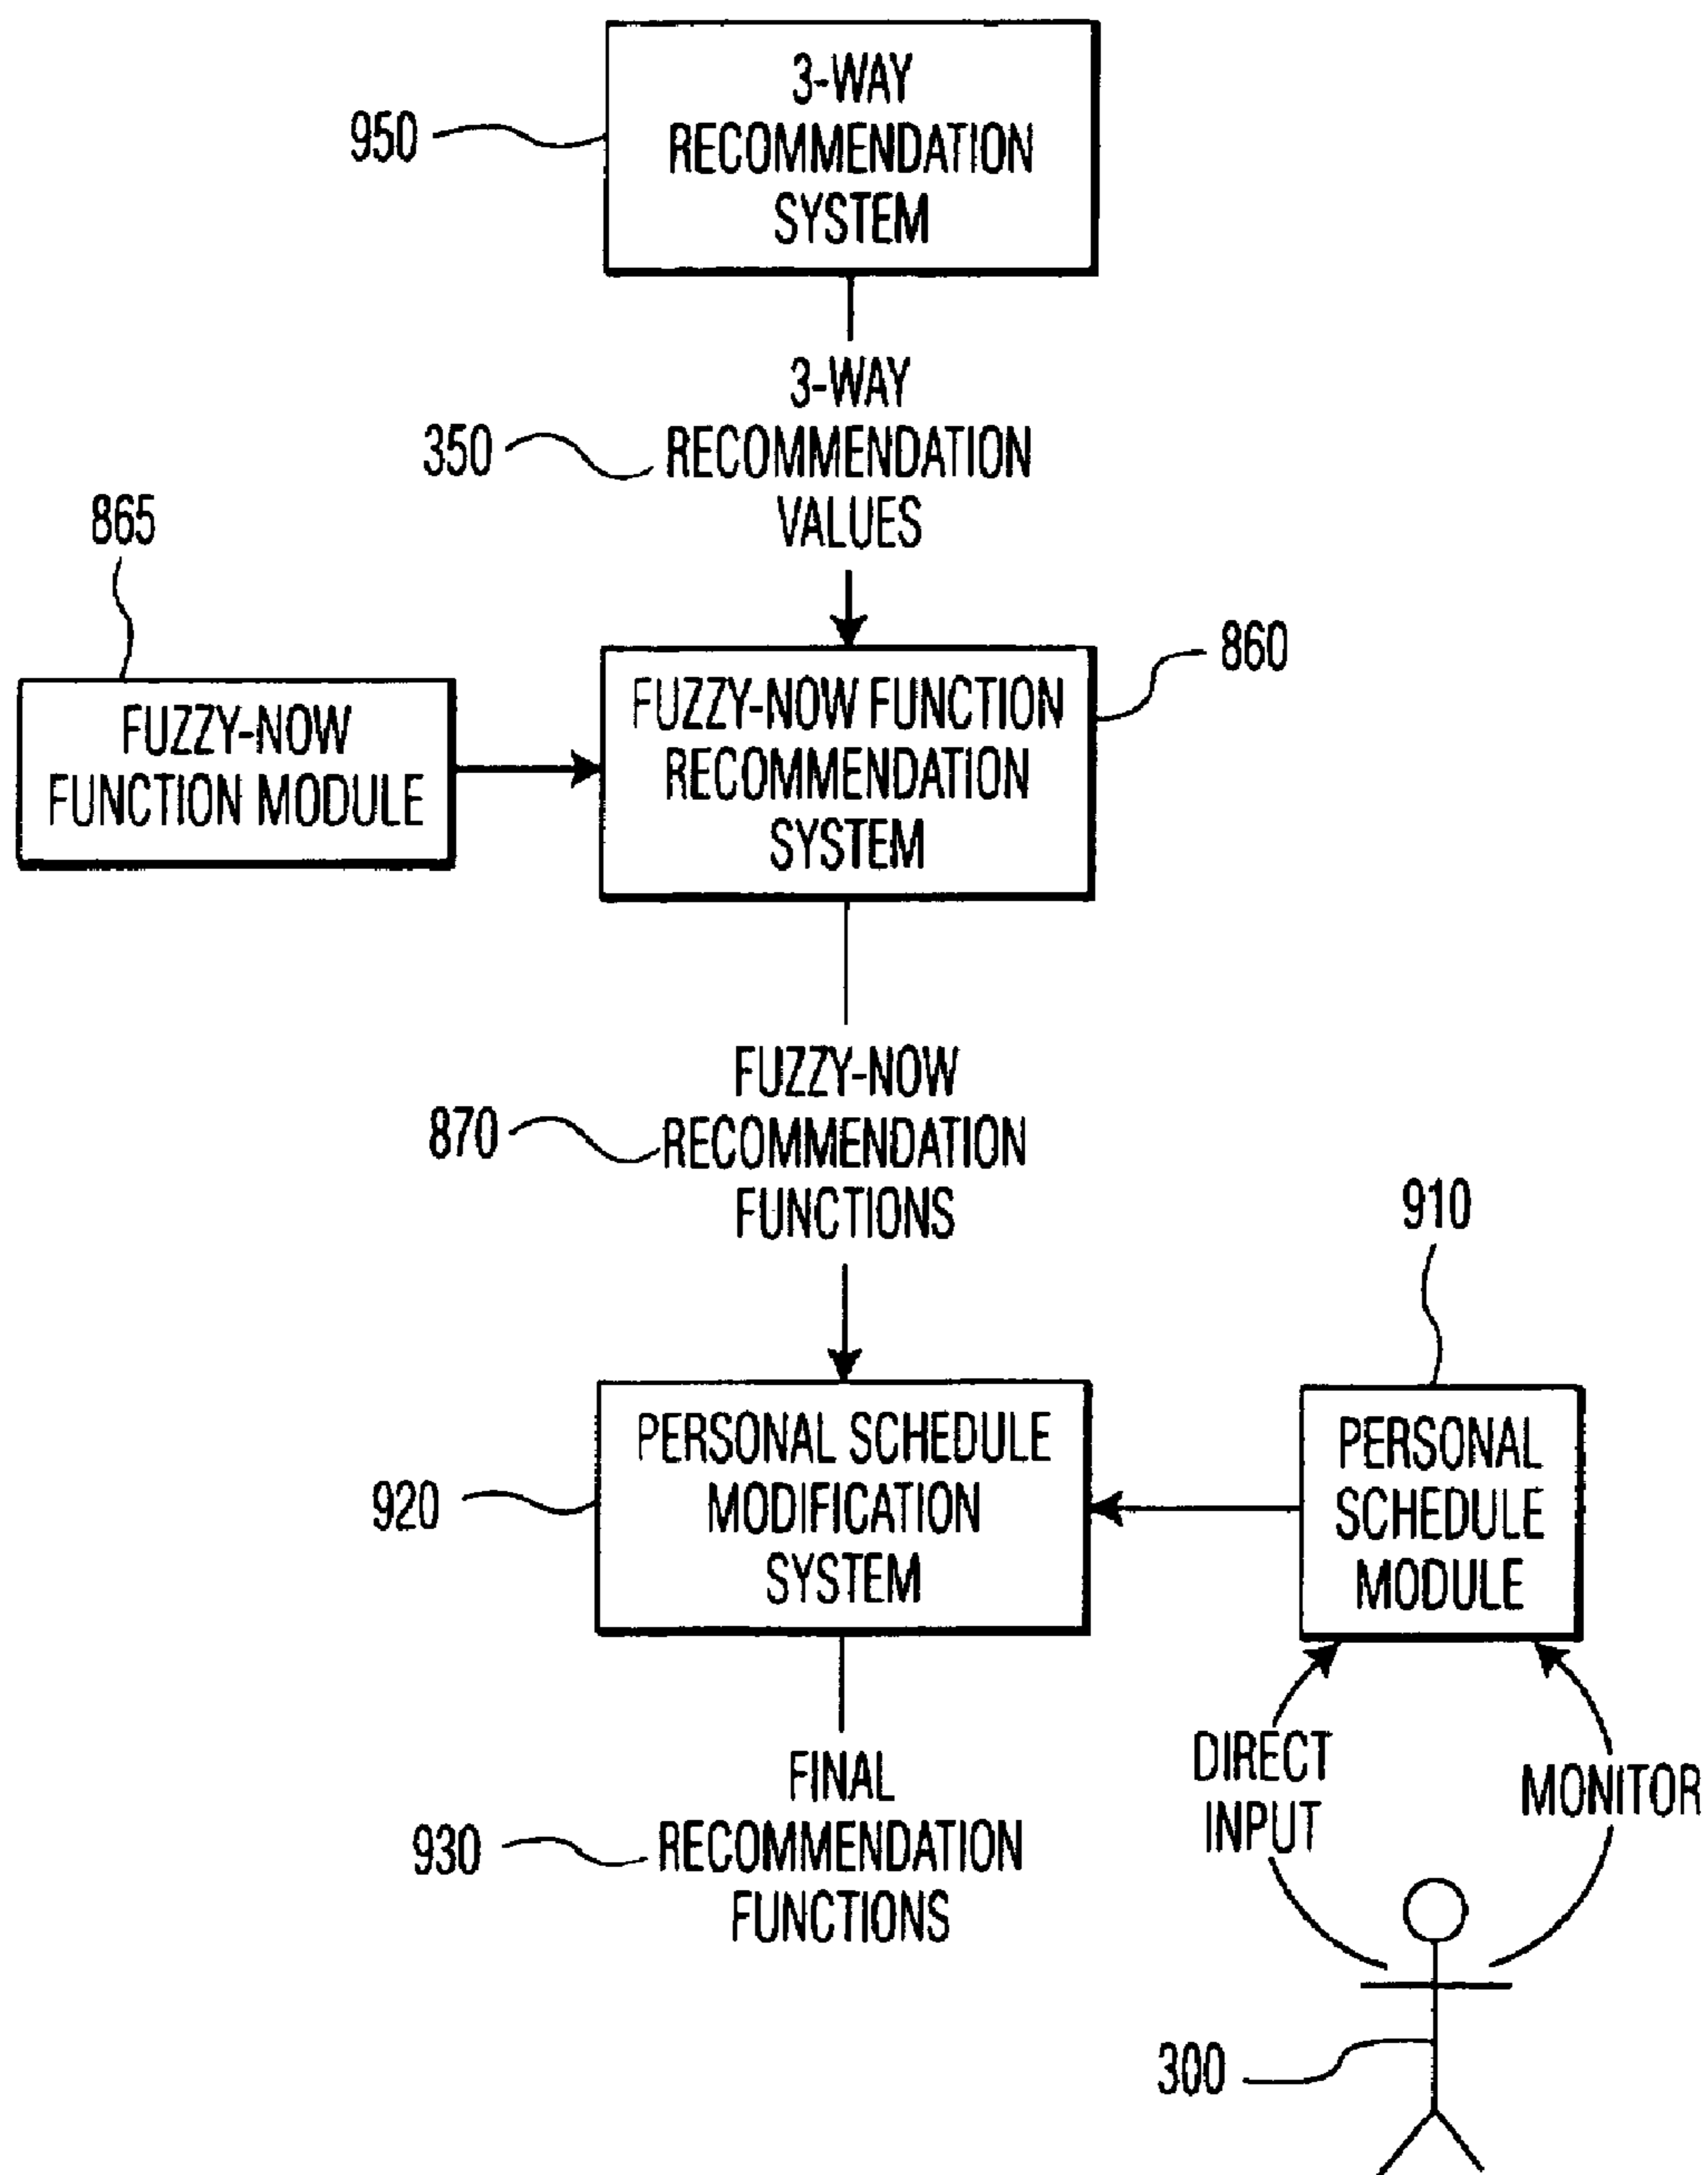 3-WAY
RECOMMENDATION
SYSTEM
950
3-WAY
RECOMMENDATION
VALUES
350
865
FUZZY-NOW
FUNCTION MODULE
860
FUZZY-NOW FUNCTION
RECOMMENDATION
SYSTEM
FUZZY-NOW
RECOMMENDATION
FUNCTIONS
870
910
PERSONAL SCHEDULE
MODIFICATION
SYSTEM
920
PERSONAL
SCHEDULE
MODULE
FINAL
RECOMMENDATION
FUNCTIONS
930
DIRECT
INPUT
MONITOR
300